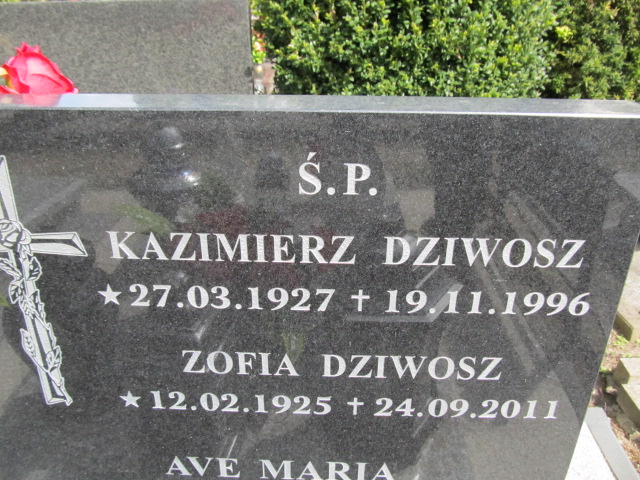 Ś.P.
KAZIMIERZ DZIWOSZ
★27.03.1927 ✝ 19.11.1996
ZOFIA DZIWOSZ
★12.02.1925 ✝ 24.09.2011
AVE MARIA